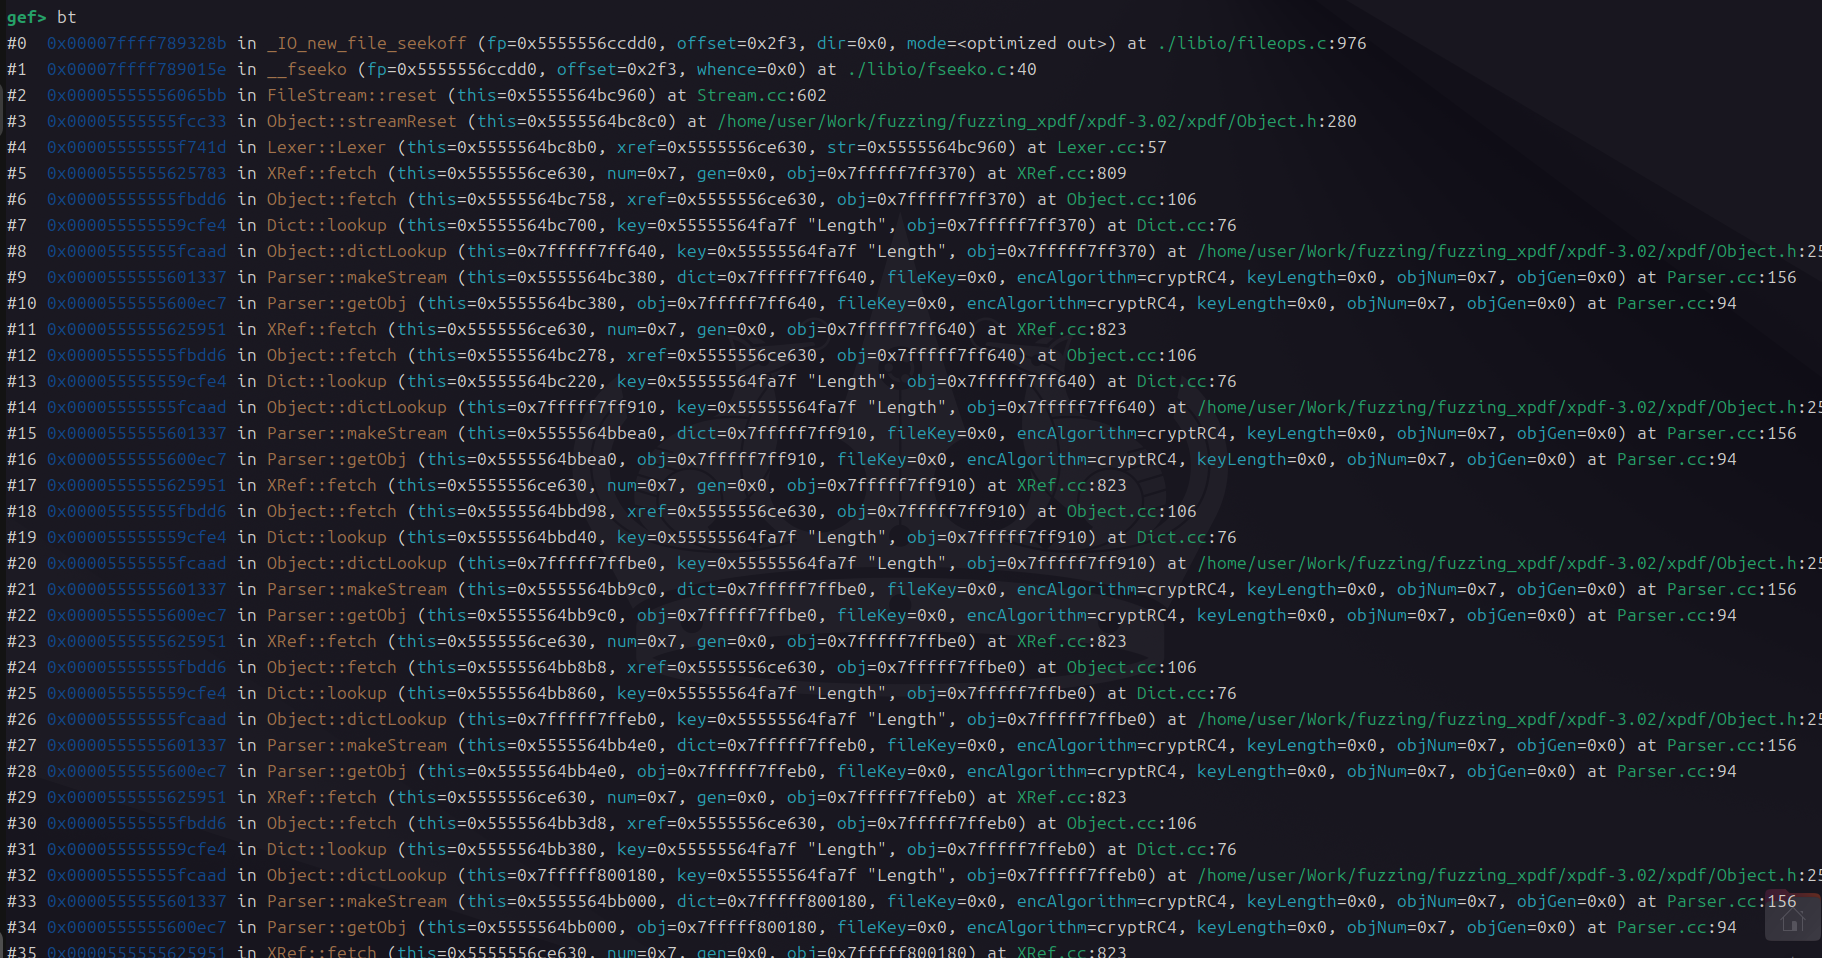 gef> bt
#0 0x00007ffff789328b in _IO_new_file_seekoff (fp=0x5555556ccdd0, offset=0x2f3, dir=0x0, mode=<optimized out>) at ./libio/fileops.c:976
#1 0x00007ffff789015e in __fseeko (fp=0x5555556ccdd0, offset=0x2f3, whence=0x0) at ./libio/fseeko.c:40
#2 0x00005555556065bb in FileStream::reset (this=0x5555564bc960) at Stream.cc:602
#3 0x00005555555fcc33 in Object::streamReset (this=0x5555564bc8c0) at /home/user/Work/fuzzing/fuzzing_xpdf/xpdf-3.02/xpdf/Object.h:280
#4 0x00005555555f741d in Lexer::Lexer (this=0x5555564bc8b0, xref=0x5555556ce630, str=0x5555564bc960) at Lexer.cc:57
#5 0x0000555555625783 in XRef::fetch (this=0x5555556ce630, num=0x7, gen=0x0, obj=0x7fffff7ff370) at XRef.cc:809
#6 0x00005555555fbdd6 in Object::fetch (this=0x5555564bc758, xref=0x5555556ce630, obj=0x7fffff7ff370) at Object.cc:106
#7 0x000055555559cfe4 in Dict::lookup (this=0x5555564bc700, key=0x55555564fa7f "Length", obj=0x7fffff7ff370) at Dict.cc:76
#8 0x00005555555fcaad in Object::dictLookup (this=0x7fffff7ff640, key=0x55555564fa7f "Length", obj=0x7fffff7ff370) at /home/user/Work/fuzzing/fuzzing_xpdf/xpdf-3.02/xpdf/Object.h:25
#9 0x0000555555601337 in Parser::makeStream (this=0x5555564bc380, dict=0x7fffff7ff640, fileKey=0x0, encAlgorithm=cryptRC4, keyLength=0x0, objNum=0x7, objGen=0x0) at Parser.cc:156
#10 0x0000555555600ec7 in Parser::getObj (this=0x5555564bc380, obj=0x7fffff7ff640, fileKey=0x0, encAlgorithm=cryptRC4, keyLength=0x0, objNum=0x7, objGen=0x0) at Parser.cc:94
#11 0x0000555555625951 in XRef::fetch (this=0x5555556ce630, num=0x7, gen=0x0, obj=0x7fffff7ff640) at XRef.cc:823
#12 0x00005555555fbdd6 in Object::fetch (this=0x5555564bc278, xref=0x5555556ce630, obj=0x7fffff7ff640) at Object.cc:106
#13 0x000055555559cfe4 in Dict::lookup (this=0x5555564bc220, key=0x55555564fa7f "Length", obj=0x7fffff7ff640) at Dict.cc:76
#14 0x00005555555fcaad in Object::dictLookup (this=0x7fffff7ff910, key=0x55555564fa7f "Length", obj=0x7fffff7ff640) at /home/user/Work/fuzzing/fuzzing_xpdf/xpdf-3.02/xpdf/Object.h:25
#15 0x0000555555601337 in Parser::makeStream (this=0x5555564bbea0, dict=0x7fffff7ff910, fileKey=0x0, encAlgorithm=cryptRC4, keyLength=0x0, objNum=0x7, objGen=0x0) at Parser.cc:156
#16 0x0000555555600ec7 in Parser::getObj (this=0x5555564bbea0, obj=0x7fffff7ff910, fileKey=0x0, encAlgorithm=cryptRC4, keyLength=0x0, objNum=0x7, objGen=0x0) at Parser.cc:94
#17 0x0000555555625951 in XRef::fetch (this=0x5555556ce630, num=0x7, gen=0x0, obj=0x7fffff7ff910) at XRef.cc:823
#18 0x00005555555fbdd6 in Object::fetch (this=0x5555564bbd98, xref=0x5555556ce630, obj=0x7fffff7ff910) at Object.cc:106
#19 0x000055555559cfe4 in Dict::lookup (this=0x5555564bbd40, key=0x55555564fa7f "Length", obj=0x7fffff7ff910) at Dict.cc:76
#20 0x00005555555fcaad in Object::dictLookup (this=0x7fffff7ffbe0, key=0x55555564fa7f "Length", obj=0x7fffff7ff910) at /home/user/Work/fuzzing/fuzzing_xpdf/xpdf-3.02/xpdf/Object.h:25
#21 0x0000555555601337 in Parser::makeStream (this=0x5555564bb9c0, dict=0x7fffff7ffbe0, fileKey=0x0, encAlgorithm=cryptRC4, keyLength=0x0, objNum=0x7, objGen=0x0) at Parser.cc:156
#22 0x0000555555600ec7 in Parser::getObj (this=0x5555564bb9c0, obj=0x7fffff7ffbe0, fileKey=0x0, encAlgorithm=cryptRC4, keyLength=0x0, objNum=0x7, objGen=0x0) at Parser.cc:94
#23 0x0000555555625951 in XRef::fetch (this=0x5555556ce630, num=0x7, gen=0x0, obj=0x7fffff7ffbe0) at XRef.cc:823
#24 0x00005555555fbdd6 in Object::fetch (this=0x5555564bb8b8, xref=0x5555556ce630, obj=0x7fffff7ffbe0) at Object.cc:106
#25 0x000055555559cfe4 in Dict::lookup (this=0x5555564bb860, key=0x55555564fa7f "Length", obj=0x7fffff7ffbe0) at Dict.cc:76
#26 0x00005555555fcaad in Object::dictLookup (this=0x7fffff7ffeb0, key=0x55555564fa7f "Length", obj=0x7fffff7ffbe0) at /home/user/Work/fuzzing/fuzzing_xpdf/xpdf-3.02/xpdf/Object.h:25
#27 0x0000555555601337 in Parser::makeStream (this=0x5555564bb4e0, dict=0x7fffff7ffeb0, fileKey=0x0, encAlgorithm=cryptRC4, keyLength=0x0, objNum=0x7, objGen=0x0) at Parser.cc:156
#28 0x0000555555600ec7 in Parser::getObj (this=0x5555564bb4e0, obj=0x7fffff7ffeb0, fileKey=0x0, encAlgorithm=cryptRC4, keyLength=0x0, objNum=0x7, objGen=0x0) at Parser.cc:94
#29 0x0000555555625951 in XRef::fetch (this=0x5555556ce630, num=0x7, gen=0x0, obj=0x7fffff7ffeb0) at XRef.cc:823
#30 0x00005555555fbdd6 in Object::fetch (this=0x5555564bb3d8, xref=0x5555556ce630, obj=0x7fffff7ffeb0) at Object.cc:106
#31 0x000055555559cfe4 in Dict::lookup (this=0x5555564bb380, key=0x55555564fa7f "Length", obj=0x7fffff7ffeb0) at Dict.cc:76
#32 0x00005555555fcaad in Object::dictLookup (this=0x7fffff800180, key=0x55555564fa7f "Length", obj=0x7fffff7ffeb0) at /home/user/Work/fuzzing/fuzzing_xpdf/xpdf-3.02/xpdf/Object.h:25
#33 0x0000555555601337 in Parser::makeStream (this=0x5555564bb000, dict=0x7fffff800180, fileKey=0x0, encAlgorithm=cryptRC4, keyLength=0x0, objNum=0x7, objGen=0x0) at Parser.cc:156
#34 0x0000555555600ec7 in Parser::getObj (this=0x5555564bb000, obj=0x7fffff800180, fileKey=0x0, encAlgorithm=cryptRC4, keyLength=0x0, objNum=0x7, objGen=0x0) at Parser.cc:94
#35 0x0000555555625951 in XRef::fetch (this=0x5555556ce630, num=0x7, gen=0x0, obj=0x7fffff800180) at XRef.cc:823